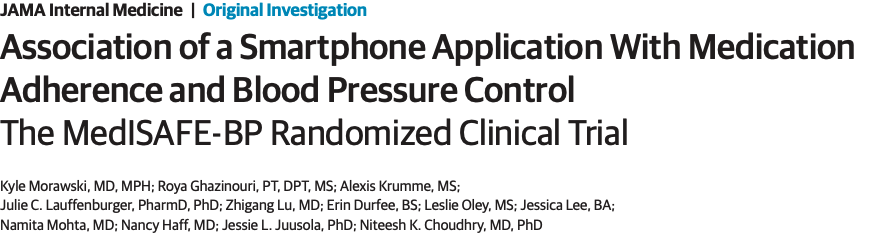 JAMA Internal Medicine | Original Investigation
Association of a Smartphone Application With Medication
Adherence and Blood Pressure Control
The MedISAFE-BP Randomized Clinical Trial
Kyle Morawski, MD, MPH; Roya Ghazinouri, PT, DPT, MS; Alexis Krumme, MS;
Julie C. Lauffenburger, PharmD, PhD; Zhigang Lu, MD; Erin Durfee, BS; Leslie Oley, MS; Jessica Lee, BA;
Namita Mohta, MD; Nancy Haff, MD; Jessie L. Juusola, PhD; Niteesh K. Choudhry, MD, PhD